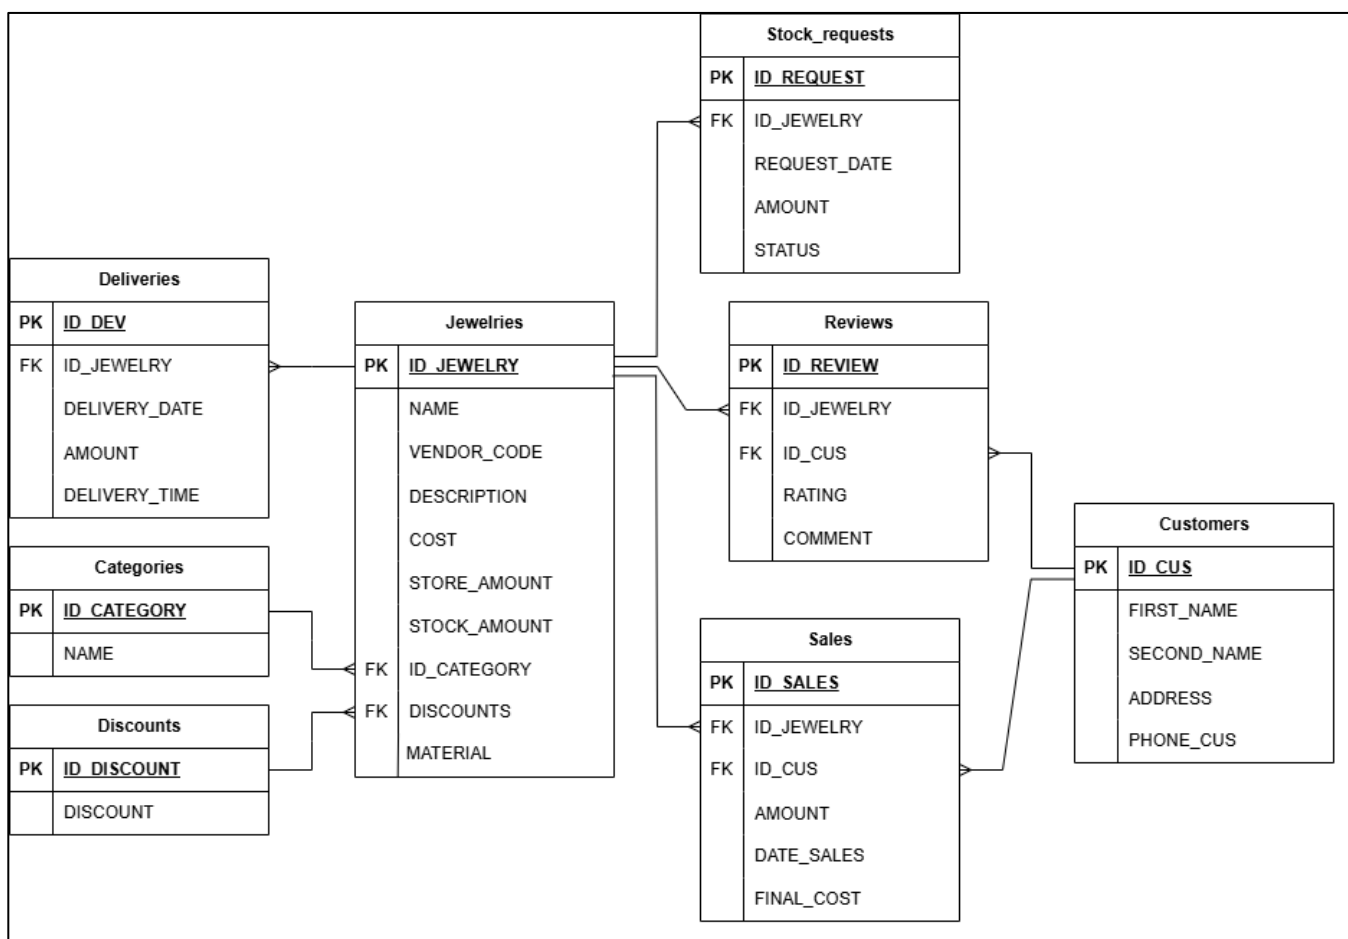 Stock_requests
PK ID_REQUEST
FK ID_JEWELRY
REQUEST_DATE
AMOUNT
STATUS
Deliveries
PK ID_DEV
FK ID_JEWELRY
DELIVERY_DATE
AMOUNT
DELIVERY_TIME
Jewelries
PK ID_JEWELRY
NAME
VENDOR_CODE
DESCRIPTION
COST
STORE_AMOUNT
STOCK_AMOUNT
FK ID_CATEGORY
FK DISCOUNTS
MATERIAL
Reviews
PK ID_REVIEW
FK ID_JEWELRY
FK ID_CUS
RATING
COMMENT
Categories
PK ID_CATEGORY
NAME
Discounts
PK ID_DISCOUNT
DISCOUNT
Sales
PK ID_SALES
FK ID_JEWELRY
FK ID_CUS
AMOUNT
DATE_SALES
FINAL_COST
Customers
PK ID_CUS
FIRST_NAME
SECOND_NAME
ADDRESS
PHONE_CUS